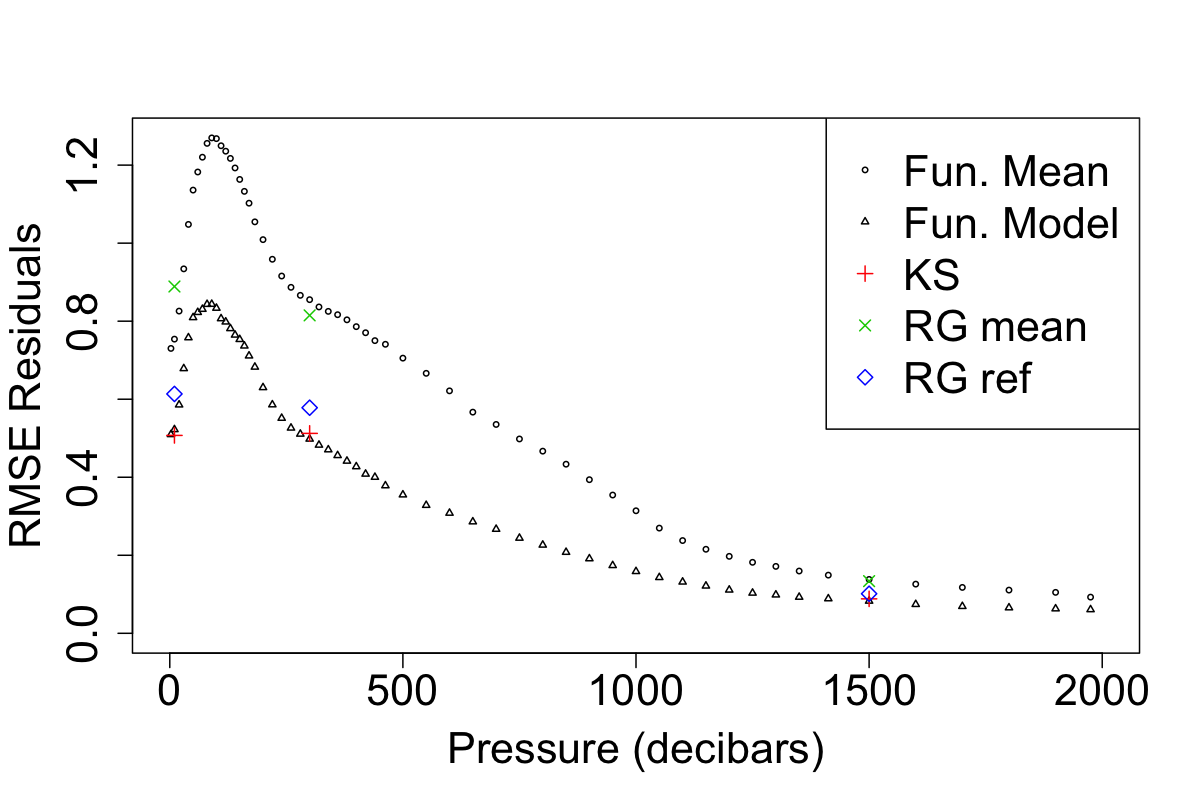 RMSE Residuals
1.2
0.8
0.4
0.0
Fun. Mean
Fun. Model
KS
RG mean
RG ref
0 500 1000 1500 2000
Pressure (decibars)